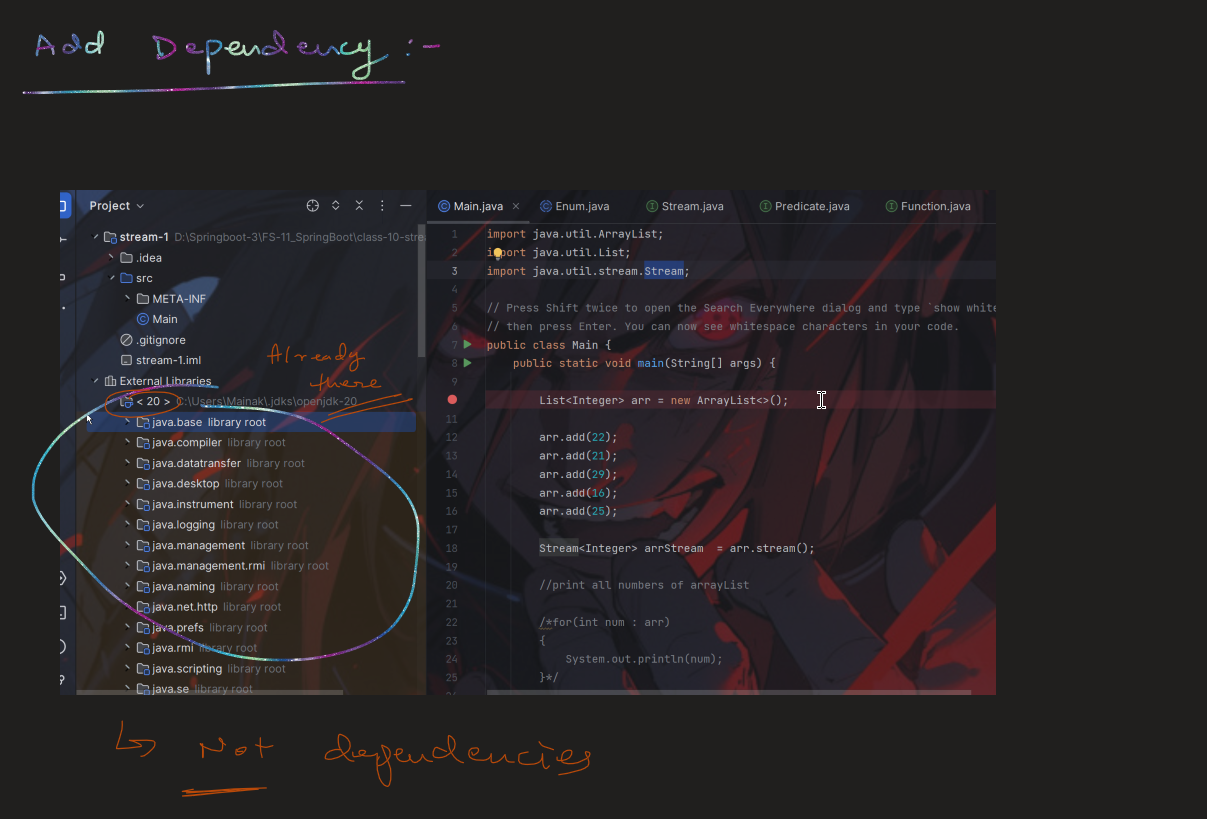 Add Dependency :-
Project
stream-1 D:\Springboot-3\FS-11_SpringBoot\class-10-stre
.idea
src
META-INF
Main
.gitignore
stream-1.iml
Already
there
External Libraries
< 20 > C:\Users\Mainak\.jdks\openjdk-20
java.base library root
java.compiler library root
java.datatransfer library root
java.desktop library root
java.instrument library root
java.logging library root
java.management library root
java.management.rmi library root
java.naming library root
java.net.http library root
java.prefs library root
java.rmi library root
java.scripting library root
java.se library root
Main.java Enum.java Stream.java Predicate.java Function.java
1 import java.util.ArrayList;
2 import java.util.List;
3 import java.util.stream.Stream;
4
5 // Press Shift twice to open the Search Everywhere dialog and type `show white
6 // then press Enter. You can now see whitespace characters in your code.
7 public class Main {
8 public static void main(String[] args) {
9
List<Integer> arr = new ArrayList<>();
11
12 arr.add(22);
13 arr.add(21);
14 arr.add(29);
15 arr.add(16);
16 arr.add(25);
17
18 Stream<Integer> arrStream = arr.stream();
19
20 //print all numbers of arrayList
21
22 /*for(int num : arr)
23 {
24 System.out.println(num);
25 }*/
↳ Not dependencies